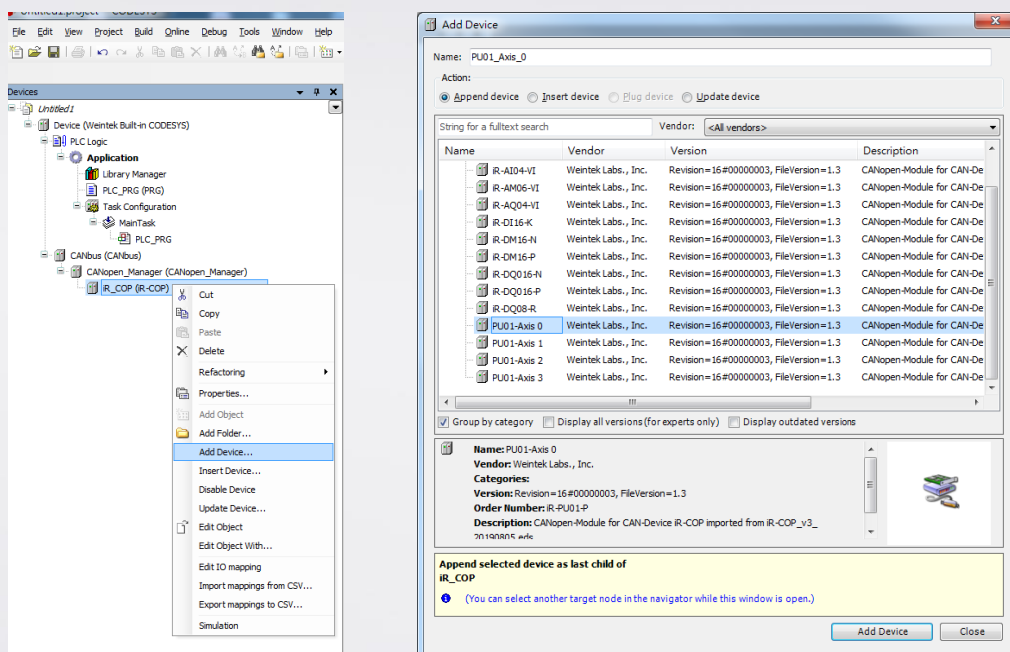 Untitled1.project - CODESYS
File Edit View Project Build Online Debug Tools Window Help
Devices
Untitled1
Device (Weintek Built-in CODESYS)
PLC Logic
Application
Library Manager
PLC_PRG (PRG)
Task Configuration
MainTask
PLC_PRG
CANbus (CANbus)
CANopen_Manager (CANopen_Manager)
iR_COP (iR-COP)
Cut
Copy
Paste
Delete
Refactoring
Properties...
Add Object
Add Folder...
Add Device...
Insert Device...
Disable Device
Update Device...
Edit Object
Edit Object With...
Edit IO mapping
Import mappings from CSV...
Export mappings to CSV...
Simulation
Add Device
Name: PU01_Axis_0
Action:
Append device Insert device Plug device Update device
String for a fulltext search Vendor: <All vendors>
Name Vendor Version Description
iR-AI04-VI Weintek Labs., Inc. Revision=16#00000003, FileVersion=1.3 CANopen-Module for CAN-De
iR-AM06-VI Weintek Labs., Inc. Revision=16#00000003, FileVersion=1.3 CANopen-Module for CAN-De
iR-AQ04-VI Weintek Labs., Inc. Revision=16#00000003, FileVersion=1.3 CANopen-Module for CAN-De
iR-DI16-K Weintek Labs., Inc. Revision=16#00000003, FileVersion=1.3 CANopen-Module for CAN-De
iR-DM16-N Weintek Labs., Inc. Revision=16#00000003, FileVersion=1.3 CANopen-Module for CAN-De
iR-DM16-P Weintek Labs., Inc. Revision=16#00000003, FileVersion=1.3 CANopen-Module for CAN-De
iR-DQ016-N Weintek Labs., Inc. Revision=16#00000003, FileVersion=1.3 CANopen-Module for CAN-De
iR-DQ016-P Weintek Labs., Inc. Revision=16#00000003, FileVersion=1.3 CANopen-Module for CAN-De
iR-DQ08-R Weintek Labs., Inc. Revision=16#00000003, FileVersion=1.3 CANopen-Module for CAN-De
PU01-Axis 0 Weintek Labs., Inc. Revision=16#00000003, FileVersion=1.3 CANopen-Module for CAN-De
PU01-Axis 1 Weintek Labs., Inc. Revision=16#00000003, FileVersion=1.3 CANopen-Module for CAN-De
PU01-Axis 2 Weintek Labs., Inc. Revision=16#00000003, FileVersion=1.3 CANopen-Module for CAN-De
PU01-Axis 3 Weintek Labs., Inc. Revision=16#00000003, FileVersion=1.3 CANopen-Module for CAN-De
Group by category Display all versions (for experts only) Display outdated versions
Name: PU01-Axis 0
Vendor: Weintek Labs., Inc.
Categories:
Version: Revision=16#00000003, FileVersion=1.3
Order Number: iR-PU01-P
Description: CANopen-Module for CAN-Device iR-COP imported from iR-COP_v3_
20190805.eds
Append selected device as last child of
iR_COP
(You can select another target node in the navigator while this window is open.)
Add Device Close